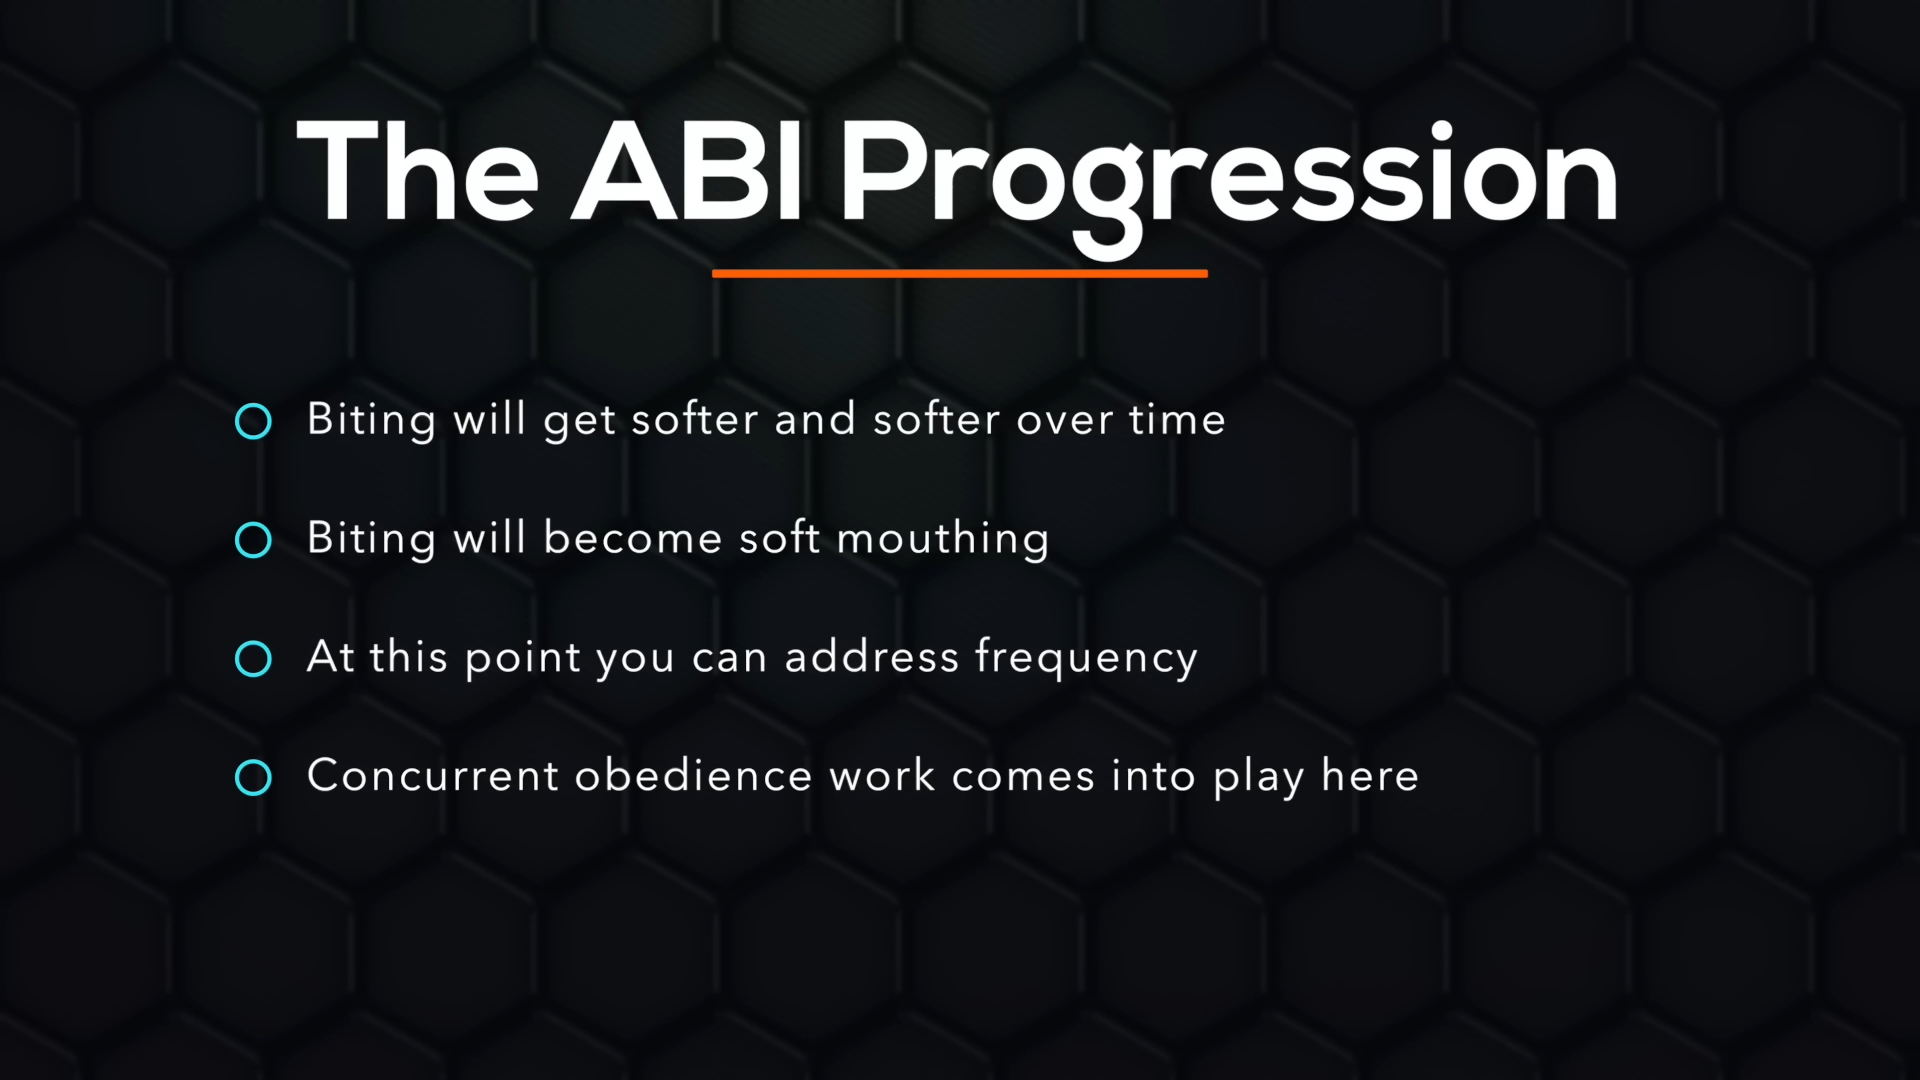 The ABI Progression
Biting will get softer and softer over time
Biting will become soft mouthing
At this point you can address frequency
Concurrent obedience work comes into play here